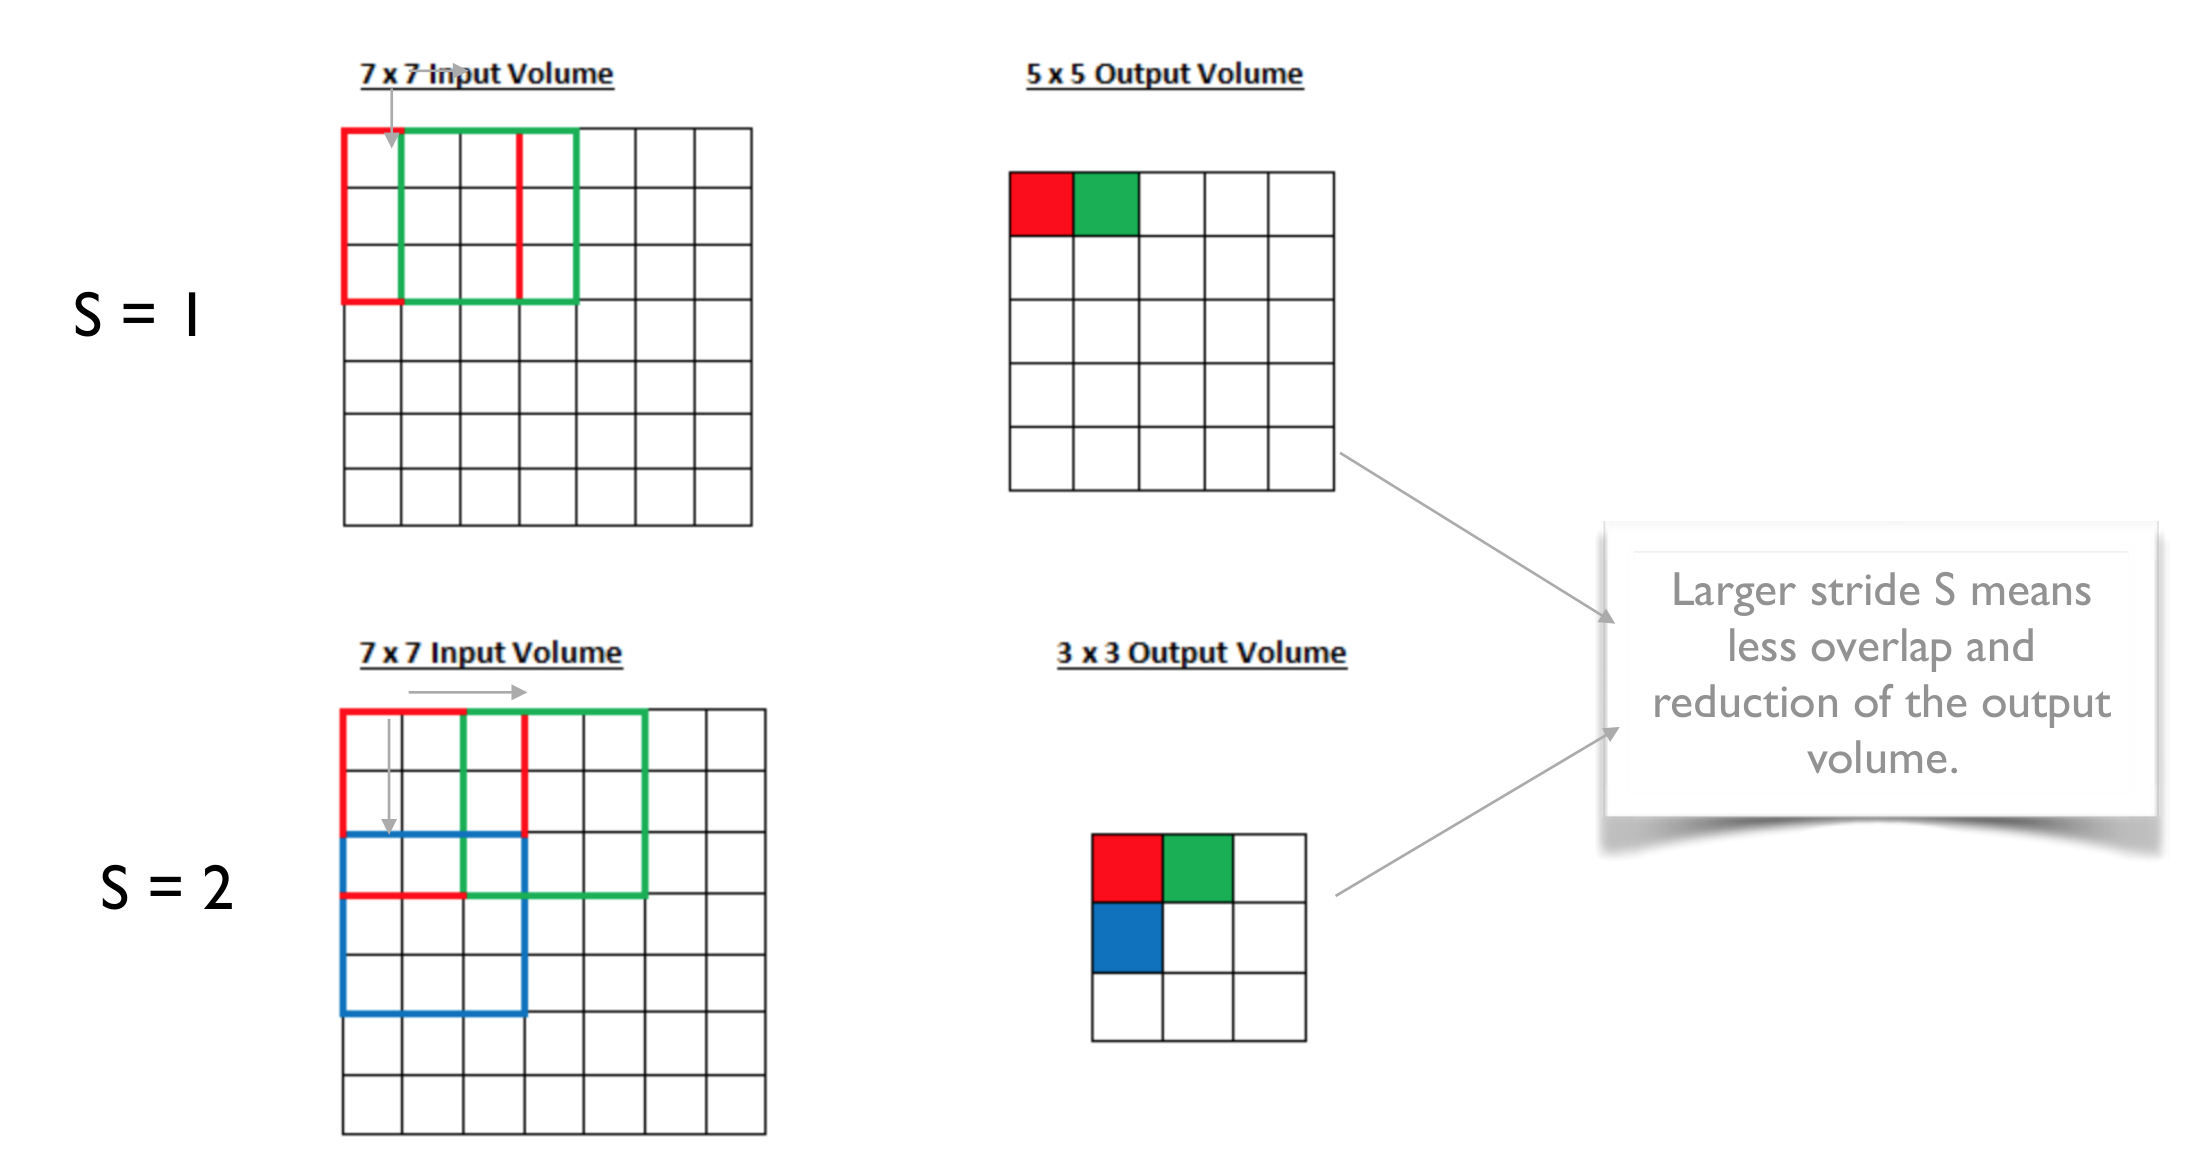 7 x 7 Input Volume
5 x 5 Output Volume
S = 1
Larger stride S means
less overlap and
reduction of the output
volume.
7 x 7 Input Volume
3 x 3 Output Volume
S = 2